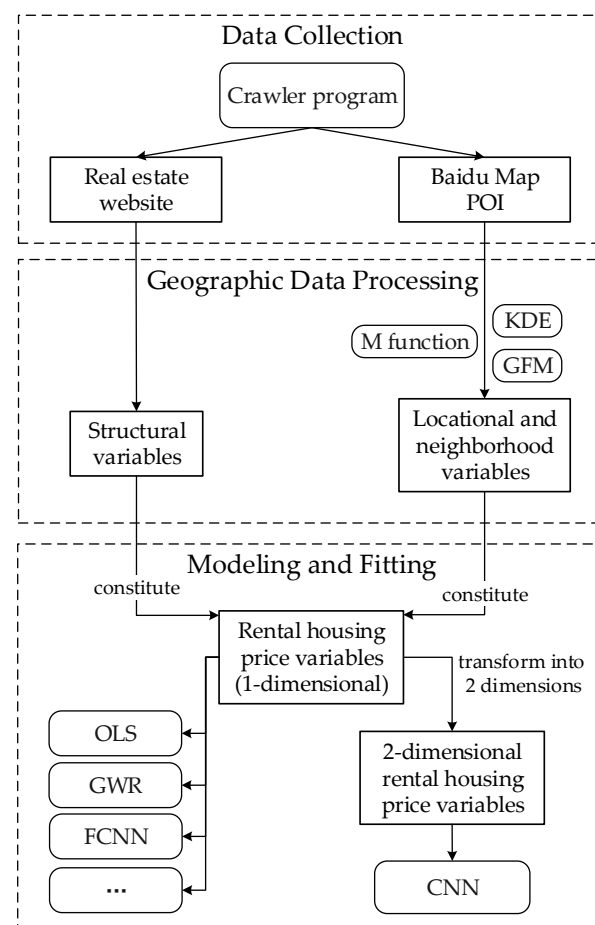 Data Collection
Crawler program
Real estate
website
Baidu Map
POI
Geographic Data Processing
M function
KDE
GFM
Structural
variables
Locational and
neighborhood
variables
Modeling and Fitting
constitute
constitute
Rental housing
price variables
(1-dimensional)
transform into
2 dimensions
OLS
GWR
FCNN
...
2-dimensional
rental housing
price variables
CNN